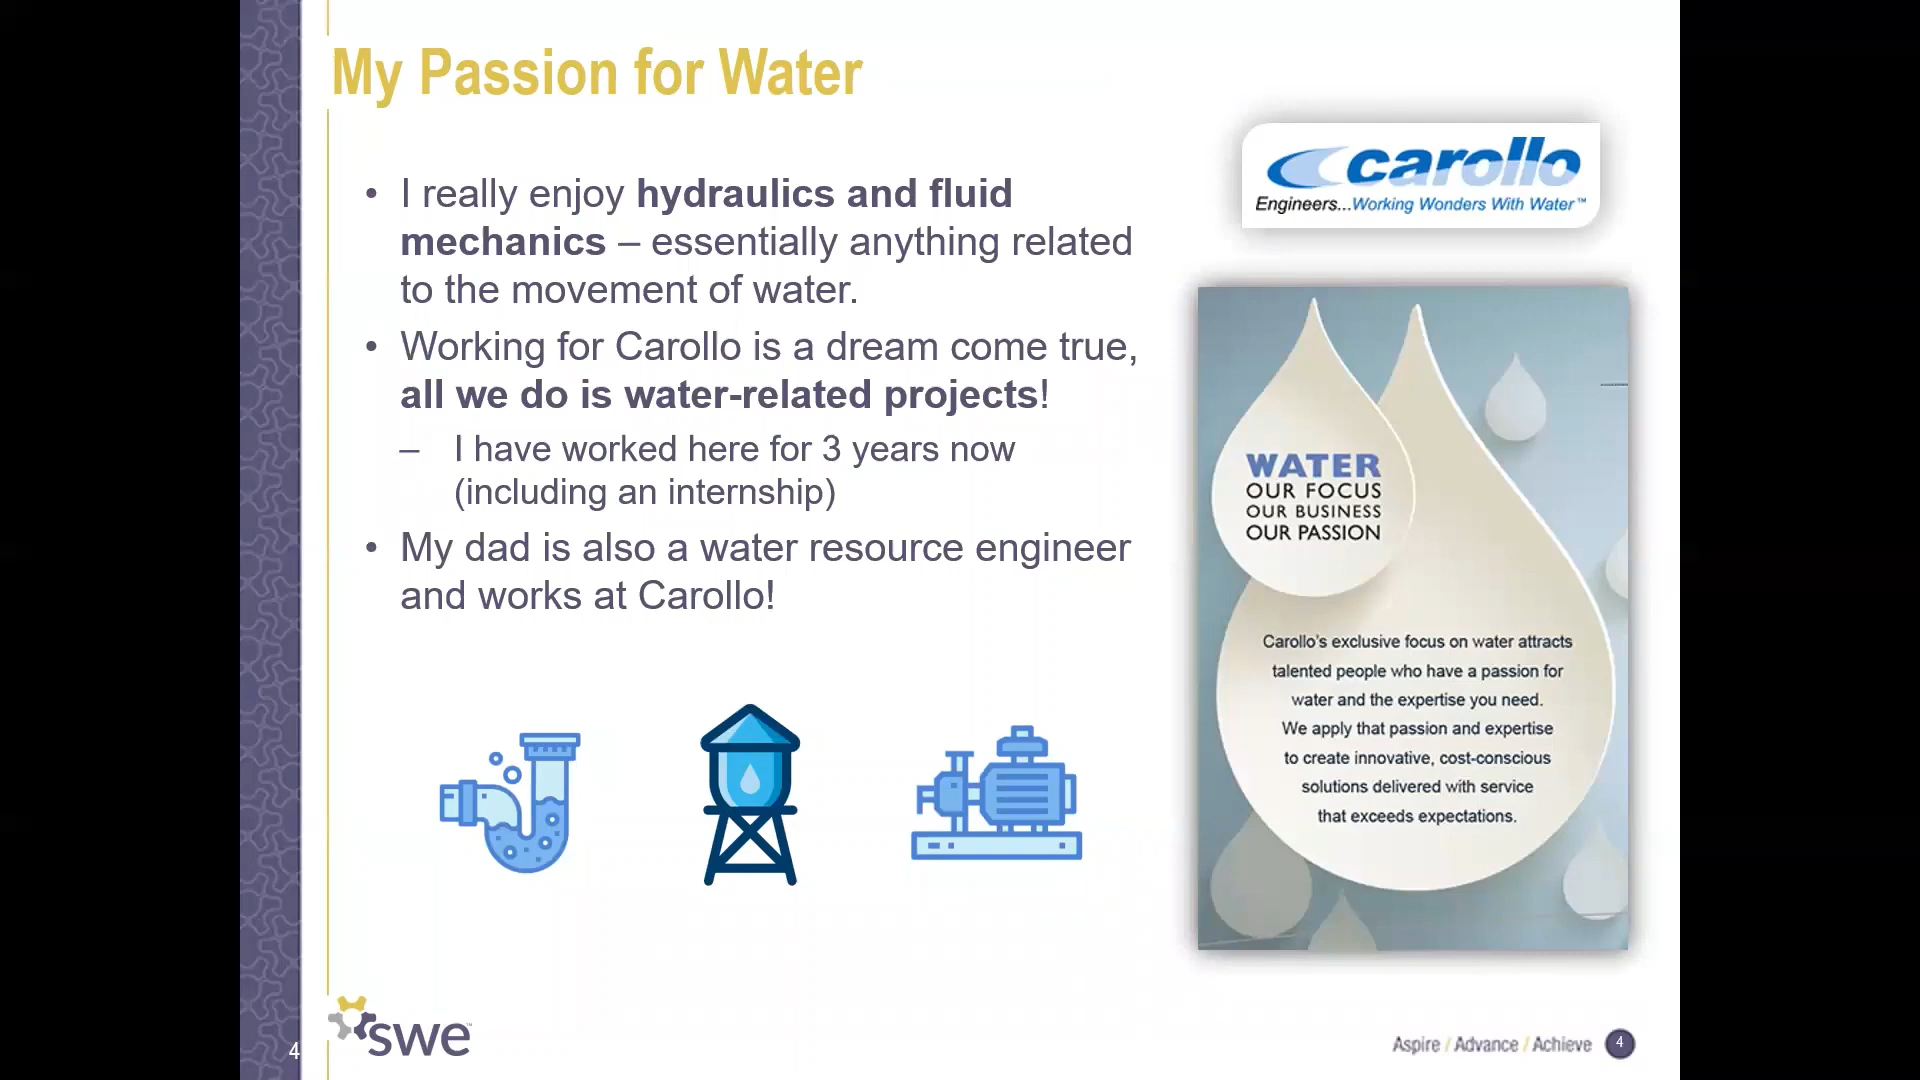 My Passion for Water
• I really enjoy hydraulics and fluid
mechanics – essentially anything related
to the movement of water.
• Working for Carollo is a dream come true,
all we do is water-related projects!
– I have worked here for 3 years now
(including an internship)
• My dad is also a water resource engineer
and works at Carollo!
carollo
Engineers...Working Wonders With Water™
WATER
OUR FOCUS
OUR BUSINESS
OUR PASSION
Carollo's exclusive focus on water attracts
talented people who have a passion for
water and the expertise you need.
We apply that passion and expertise
to create innovative, cost-conscious
solutions delivered with service
that exceeds expectations.
4
swe
Aspire / Advance / Achieve
4